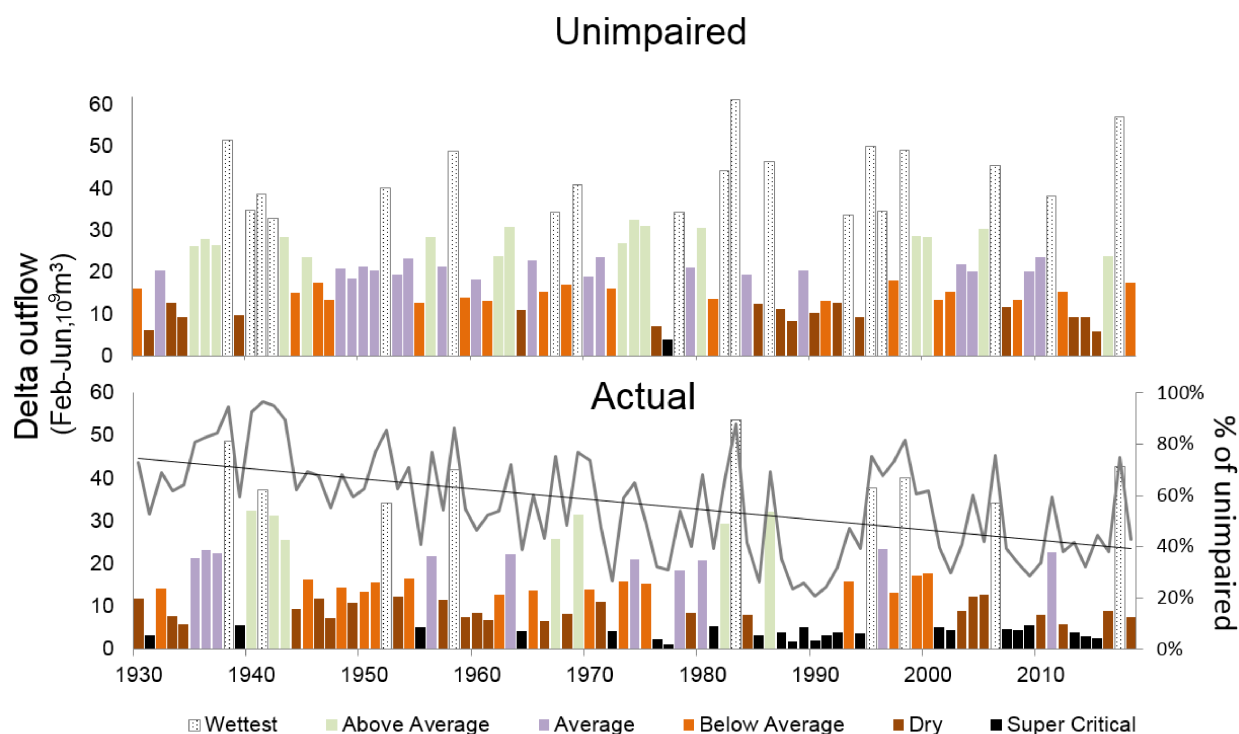 Unimpaired
Delta outflow
(Feb-Jun,10⁹m³)
60
50
40
30
20
10
0
Actual
% of unimpaired
60
50
40
30
20
10
0
100%
80%
60%
40%
20%
0%
1930 1940 1950 1960 1970 1980 1990 2000 2010
Wettest Above Average Average Below Average Dry Super Critical